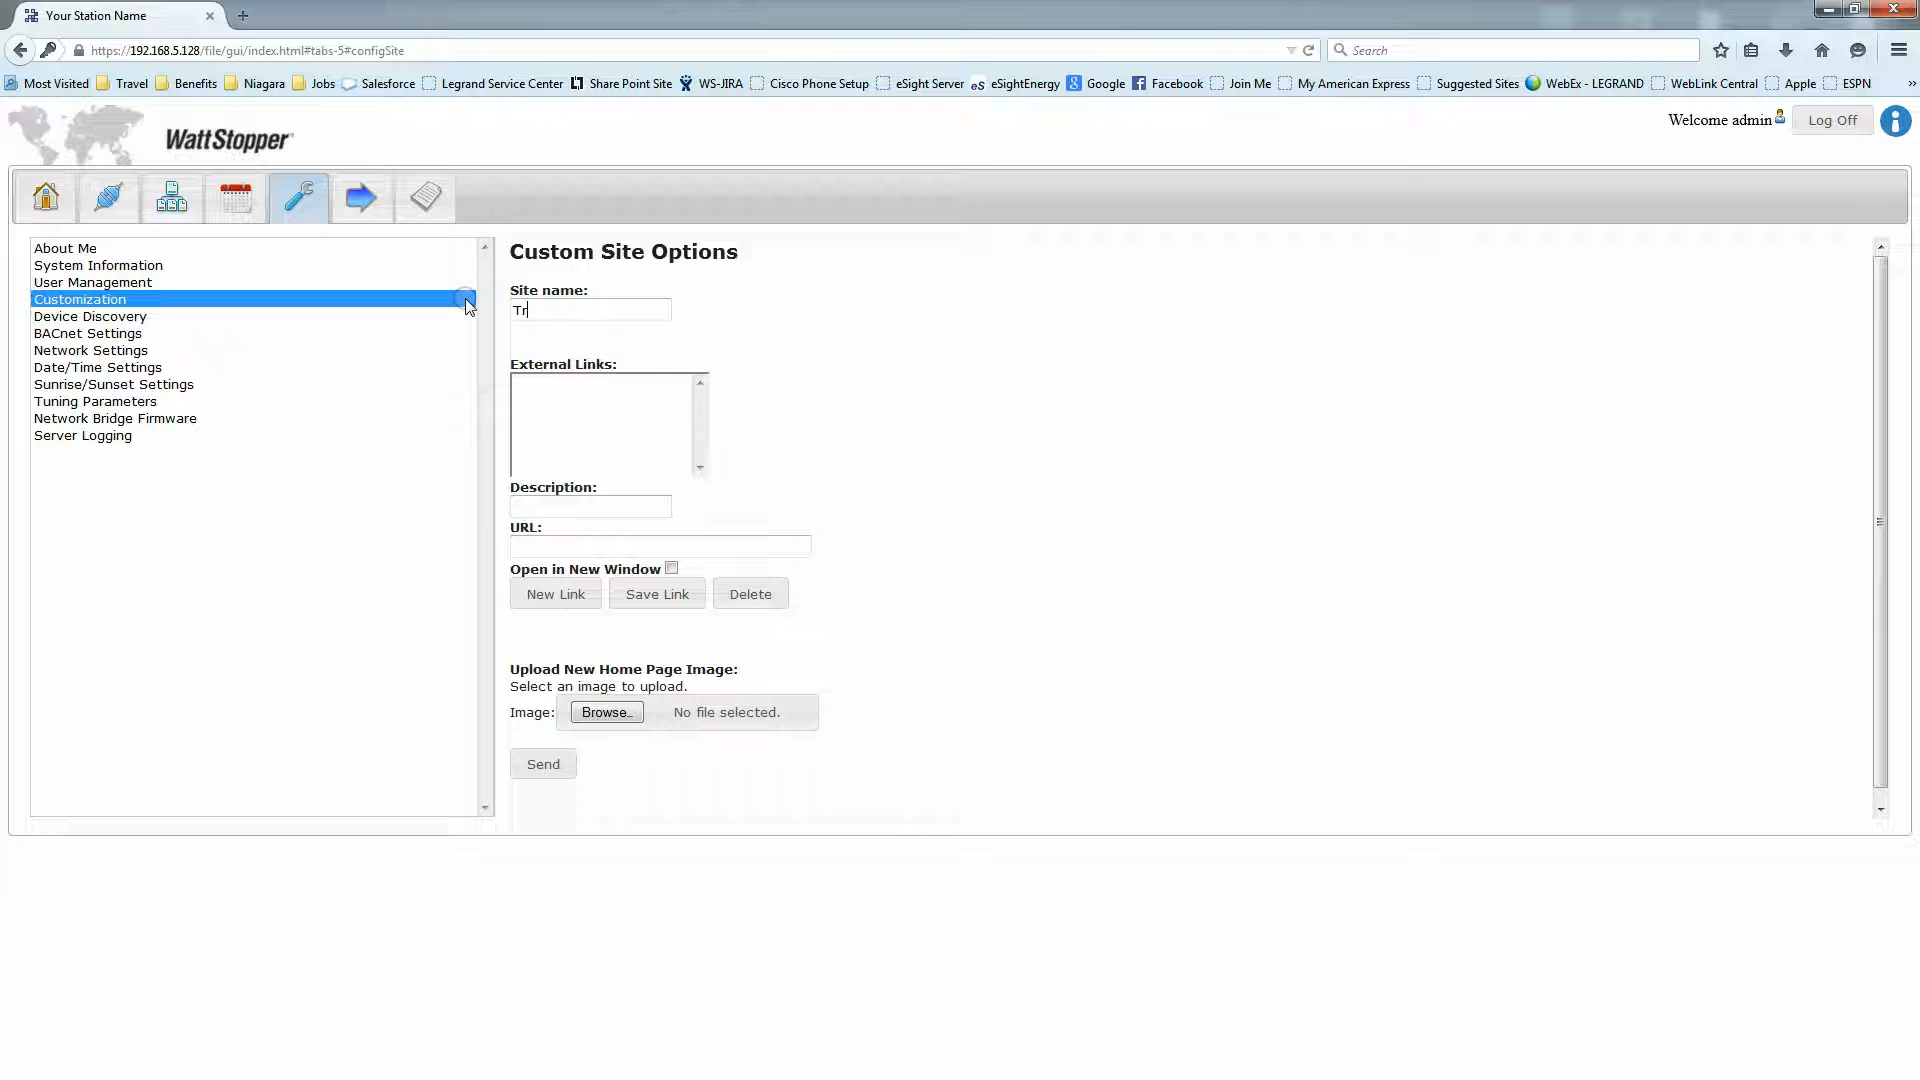 Your Station Name
https://192.168.5.128/file/gui/index.html#tabs-5#configSite
Search
Most Visited Travel Benefits Niagara Jobs Salesforce Legrand Service Center Share Point Site WS-JIRA Cisco Phone Setup eSight Server eS eSightEnergy Google Facebook Join Me My American Express Suggested Sites WebEx - LEGRAND WebLink Central Apple ESPN »
WattStopper
Welcome admin Log Off
About Me
System Information
User Management
Customization
Device Discovery
BACnet Settings
Network Settings
Date/Time Settings
Sunrise/Sunset Settings
Tuning Parameters
Network Bridge Firmware
Server Logging
Custom Site Options
Site name:
Tr
External Links:
Description:
URL:
Open in New Window
New Link Save Link Delete
Upload New Home Page Image:
Select an image to upload.
Image: Browse... No file selected.
Send